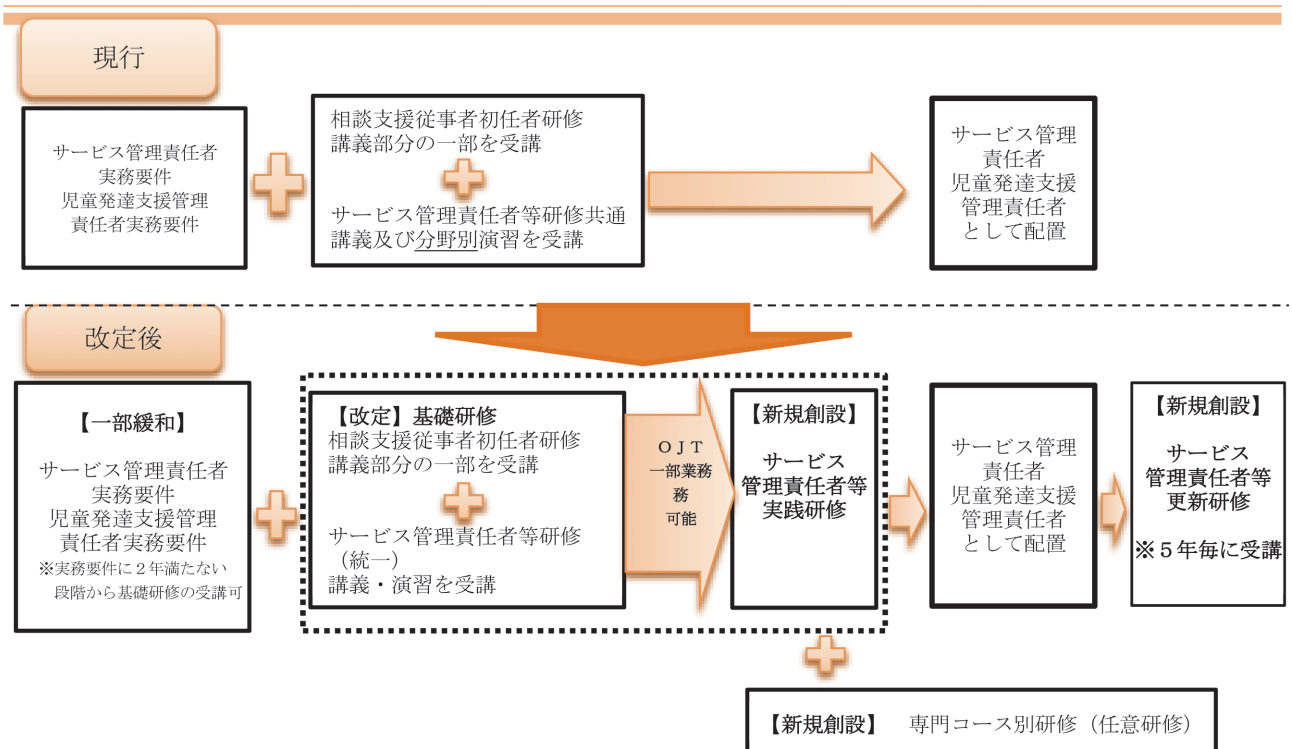 現行
サービス管理責任者
実務要件
児童発達支援管理
責任者実務要件
相談支援従事者初任者研修
講義部分の一部を受講
サービス管理責任者等研修共通
講義及び分野別演習を受講
サービス管理
責任者
児童発達支援
管理責任者
として配置
改定後
【一部緩和】
サービス管理責任者
実務要件
児童発達支援管理
責任者実務要件
※実務要件に２年満たない
段階から基礎研修の受講可
【改定】基礎研修
相談支援従事者初任者研修
講義部分の一部を受講
サービス管理責任者等研修
（統一）
講義・演習を受講
ＯＪＴ
一部業務
務
可能
【新規創設】
サービス
管理責任者等
実践研修
サービス管理
責任者
児童発達支援
管理責任者
として配置
【新規創設】
サービス
管理責任者等
更新研修
※５年毎に受講
【新規創設】　専門コース別研修（任意研修）